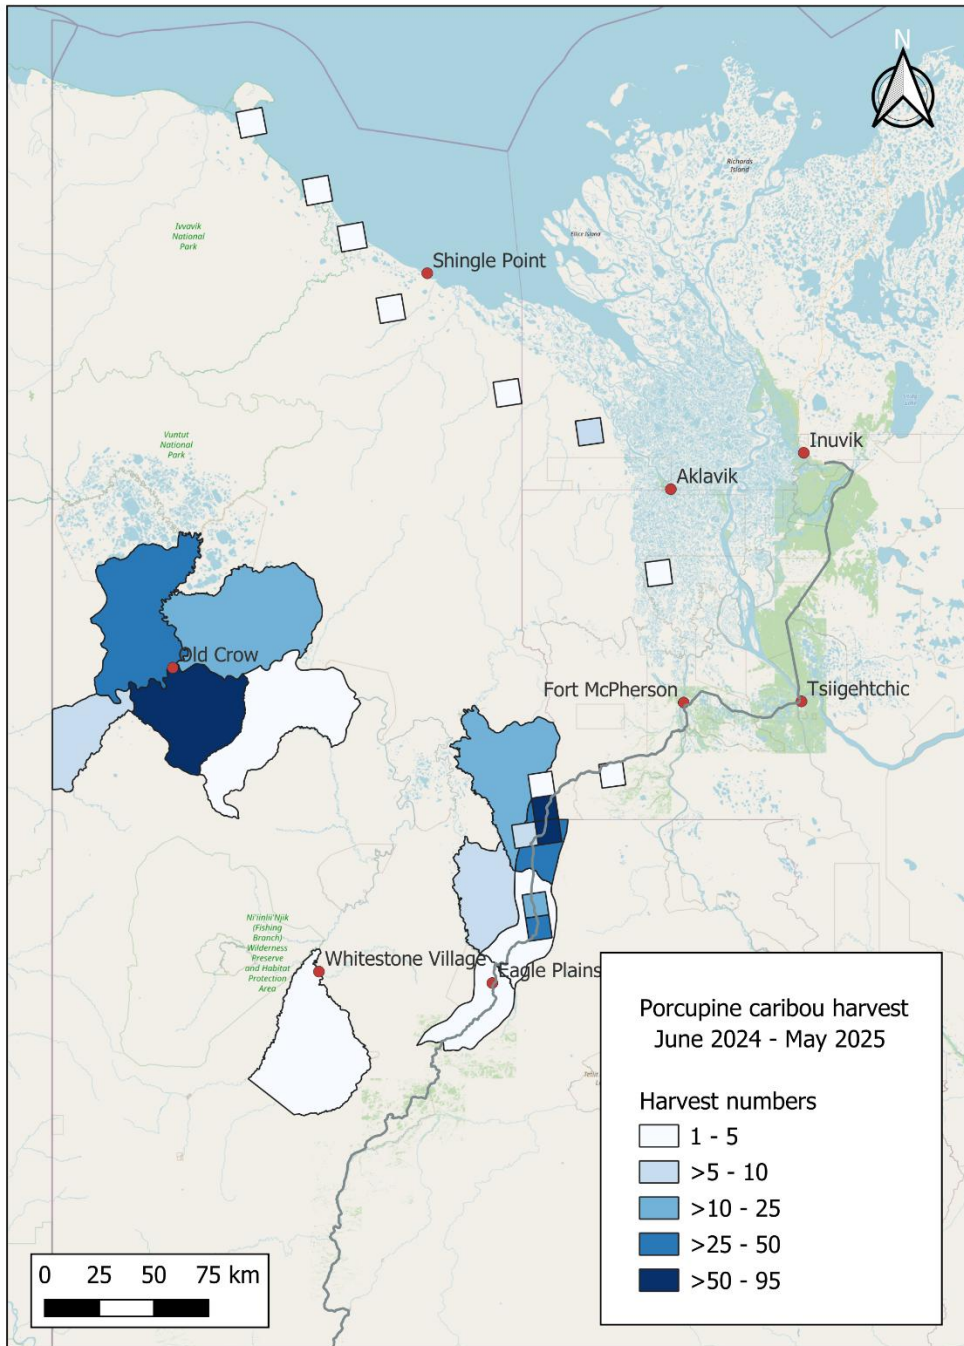 N
Richards
Island
Ellice Island
Ivvavik
National
Park
Shingle Point
Vuntut
National
Park
Inuvik
Aklavik
Old Crow
Fort McPherson
Tsiigehtchic
Ni'iinlii'Njik
(Fishing
Branch)
Wilderness
Preserve
and Habitat
Protection
Area
Whitestone Village
Eagle Plains
Porcupine caribou harvest
June 2024 - May 2025
Harvest numbers
1 - 5
>5 - 10
>10 - 25
>25 - 50
>50 - 95
0 25 50 75 km